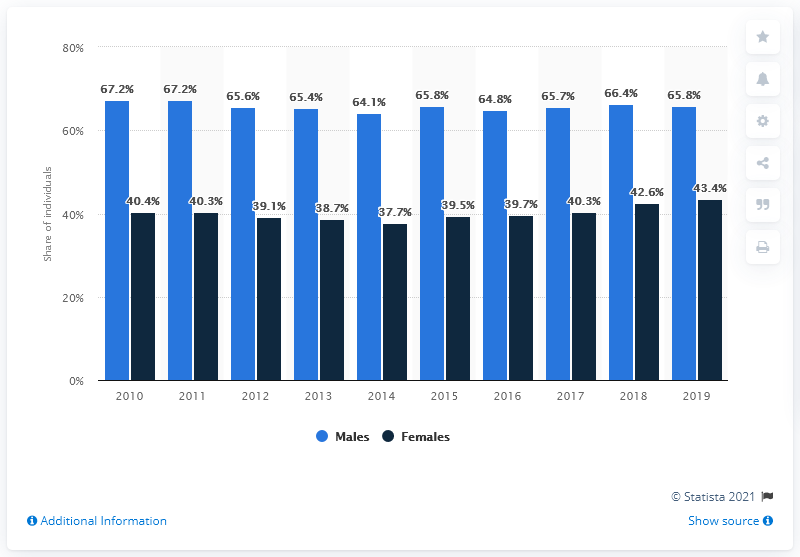 80%
60%
40%
20%
0%
Share of individuals
67.2% 67.2% 65.6% 65.4% 64.1% 65.8% 64.8% 65.7% 66.4% 65.8%
40.4% 40.3% 39.1% 38.7% 37.7% 39.5% 39.7% 40.3% 42.6% 43.4%
2010 2011 2012 2013 2014 2015 2016 2017 2018 2019
Males Females
© Statista 2021
Additional Information Show source